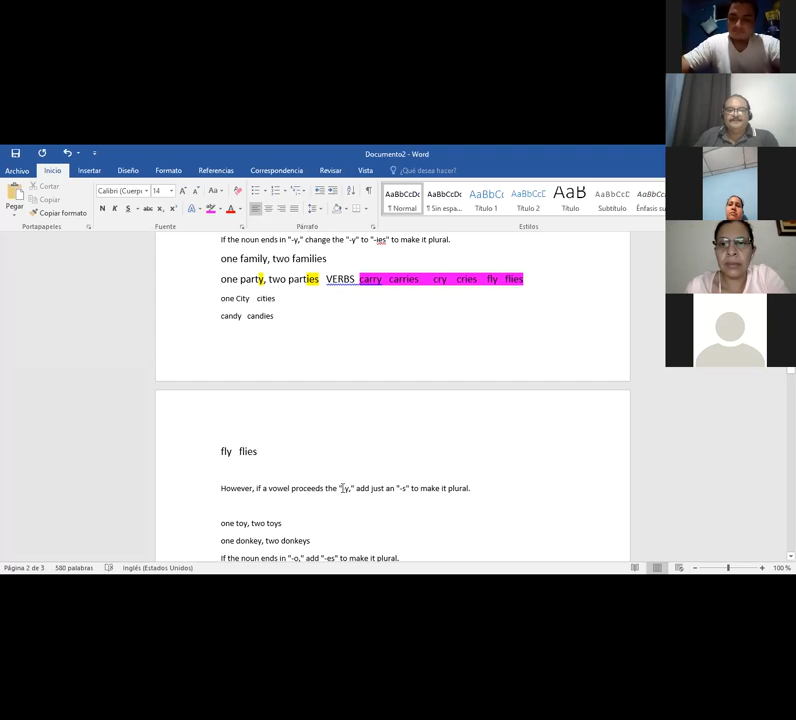 Documento2 - Word
Archivo Inicio Insertar Diseño Formato Referencias Correspondencia Revisar Vista ¿Qué desea hacer?
Pegar
Cortar
Copiar
Copiar formato
Calibri (Cuerp 14
N K S abc x₂ x²
AaBbCcDc AaBbCcDc AaBbCc AaBbCcC AaB AaBbCcD AaBbCcDc
¶ Normal ¶ Sin espa... Título 1 Título 2 Título Subtítulo Énfasis su
Portapapeles Fuente Párrafo Estilos
If the noun ends in "-y," change the "-y" to "-ies" to make it plural.
one family, two families
one party, two parties VERBS carry carries cry cries fly flies
one City cities
candy candies
fly flies
However, if a vowel proceeds the "-y," add just an "-s" to make it plural.
one toy, two toys
one donkey, two donkeys
If the noun ends in "-o," add "-es" to make it plural.
Página 2 de 3 580 palabras Inglés (Estados Unidos) 100 %